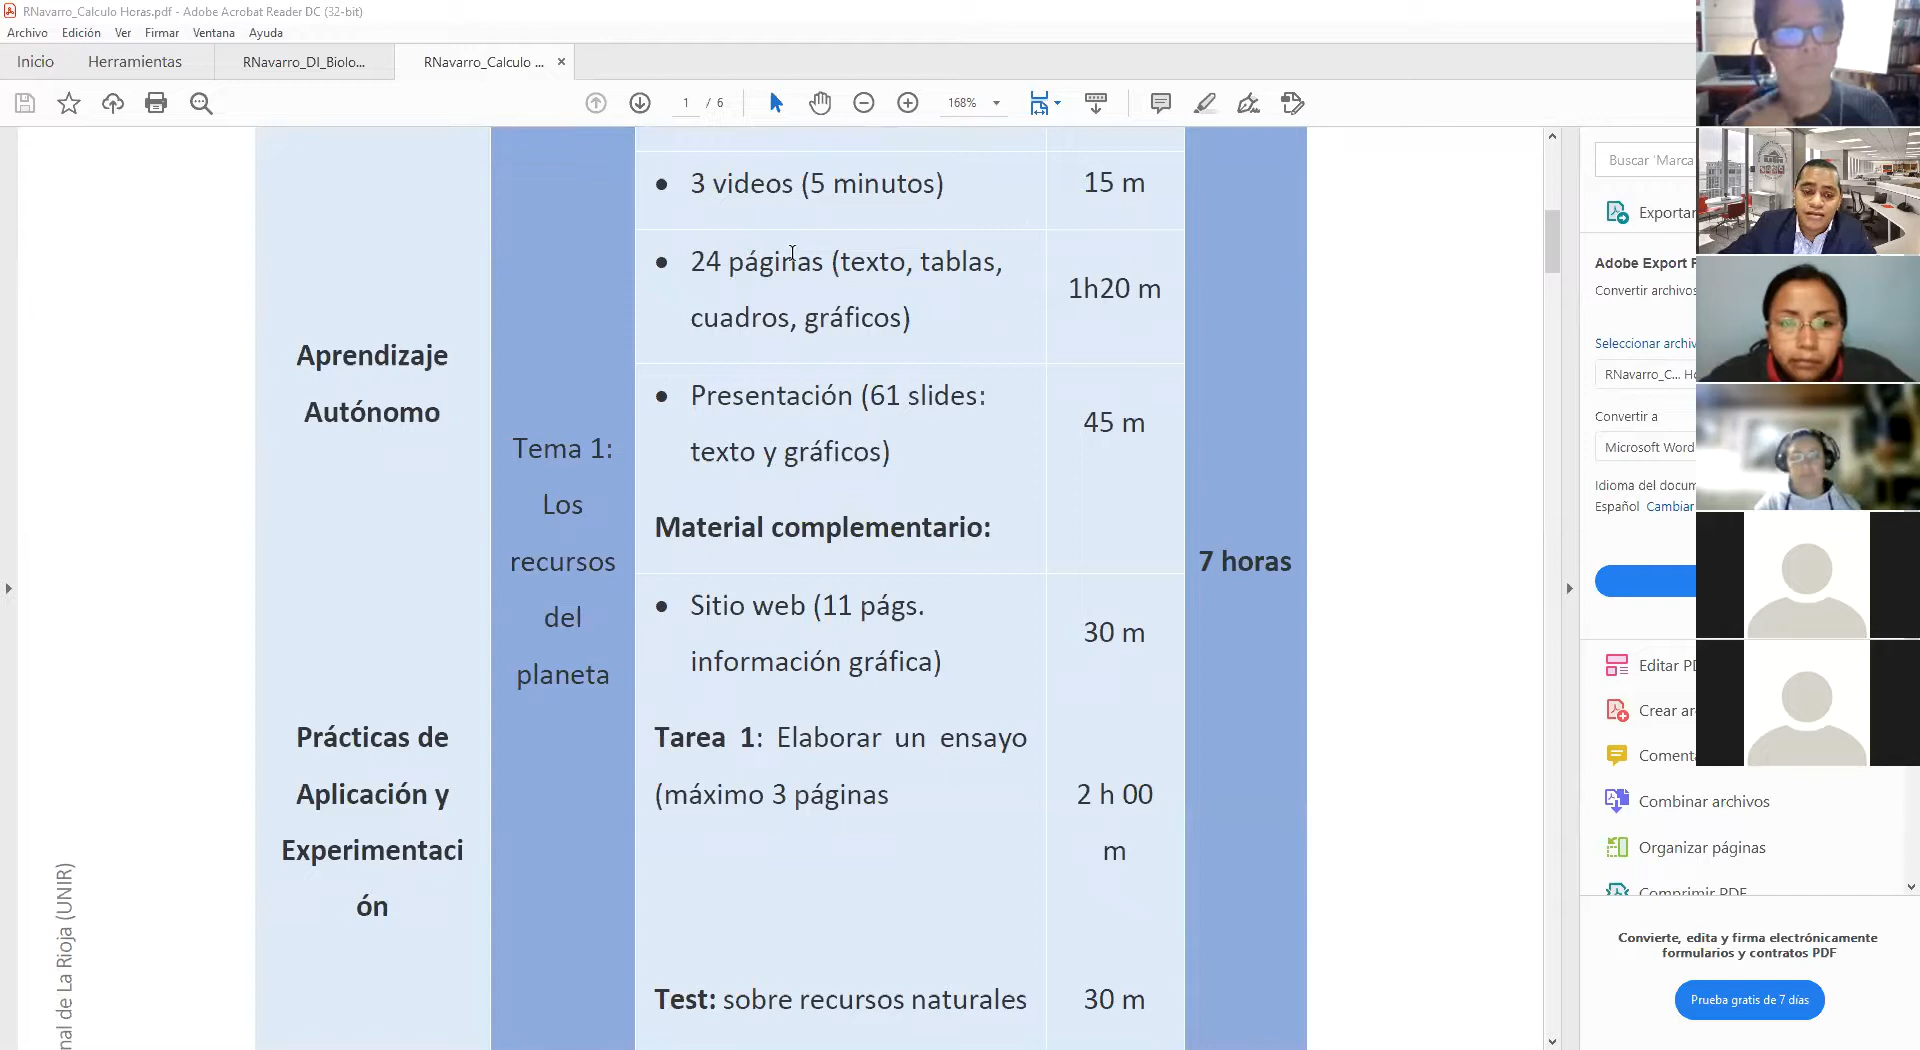 RNavarro_Calculo Horas.pdf - Adobe Acrobat Reader DC (32-bit)
Archivo Edición Ver Firmar Ventana Ayuda
Inicio Herramientas RNavarro_DI_Biolo... RNavarro_Calculo ... ×
1 / 6 168%
3 videos (5 minutos) 15 m
24 páginas (texto, tablas,
cuadros, gráficos) 1h20 m
Presentación (61 slides:
texto y gráficos) 45 m
Material complementario:
Sitio web (11 págs.
información gráfica) 30 m
Tarea 1: Elaborar un ensayo
(máximo 3 páginas 2 h 00
m
Test: sobre recursos naturales 30 m
Aprendizaje
Autónomo
Prácticas de
Aplicación y
Experimentaci
ón
Tema 1:
Los
recursos
del
planeta
7 horas
nal de La Rioja (UNIR)
Buscar 'Marca
Exportar
Adobe Export
Convertir archivos
Seleccionar archiv
RNavarro_C...
Convertir a
Microsoft Word
Idioma del docum
Español Cambiar
Editar PD
Crear ar
Coment
Combinar archivos
Organizar páginas
Comprimir PDF
Convierte, edita y firma electrónicamente
formularios y contratos PDF
Prueba gratis de 7 días